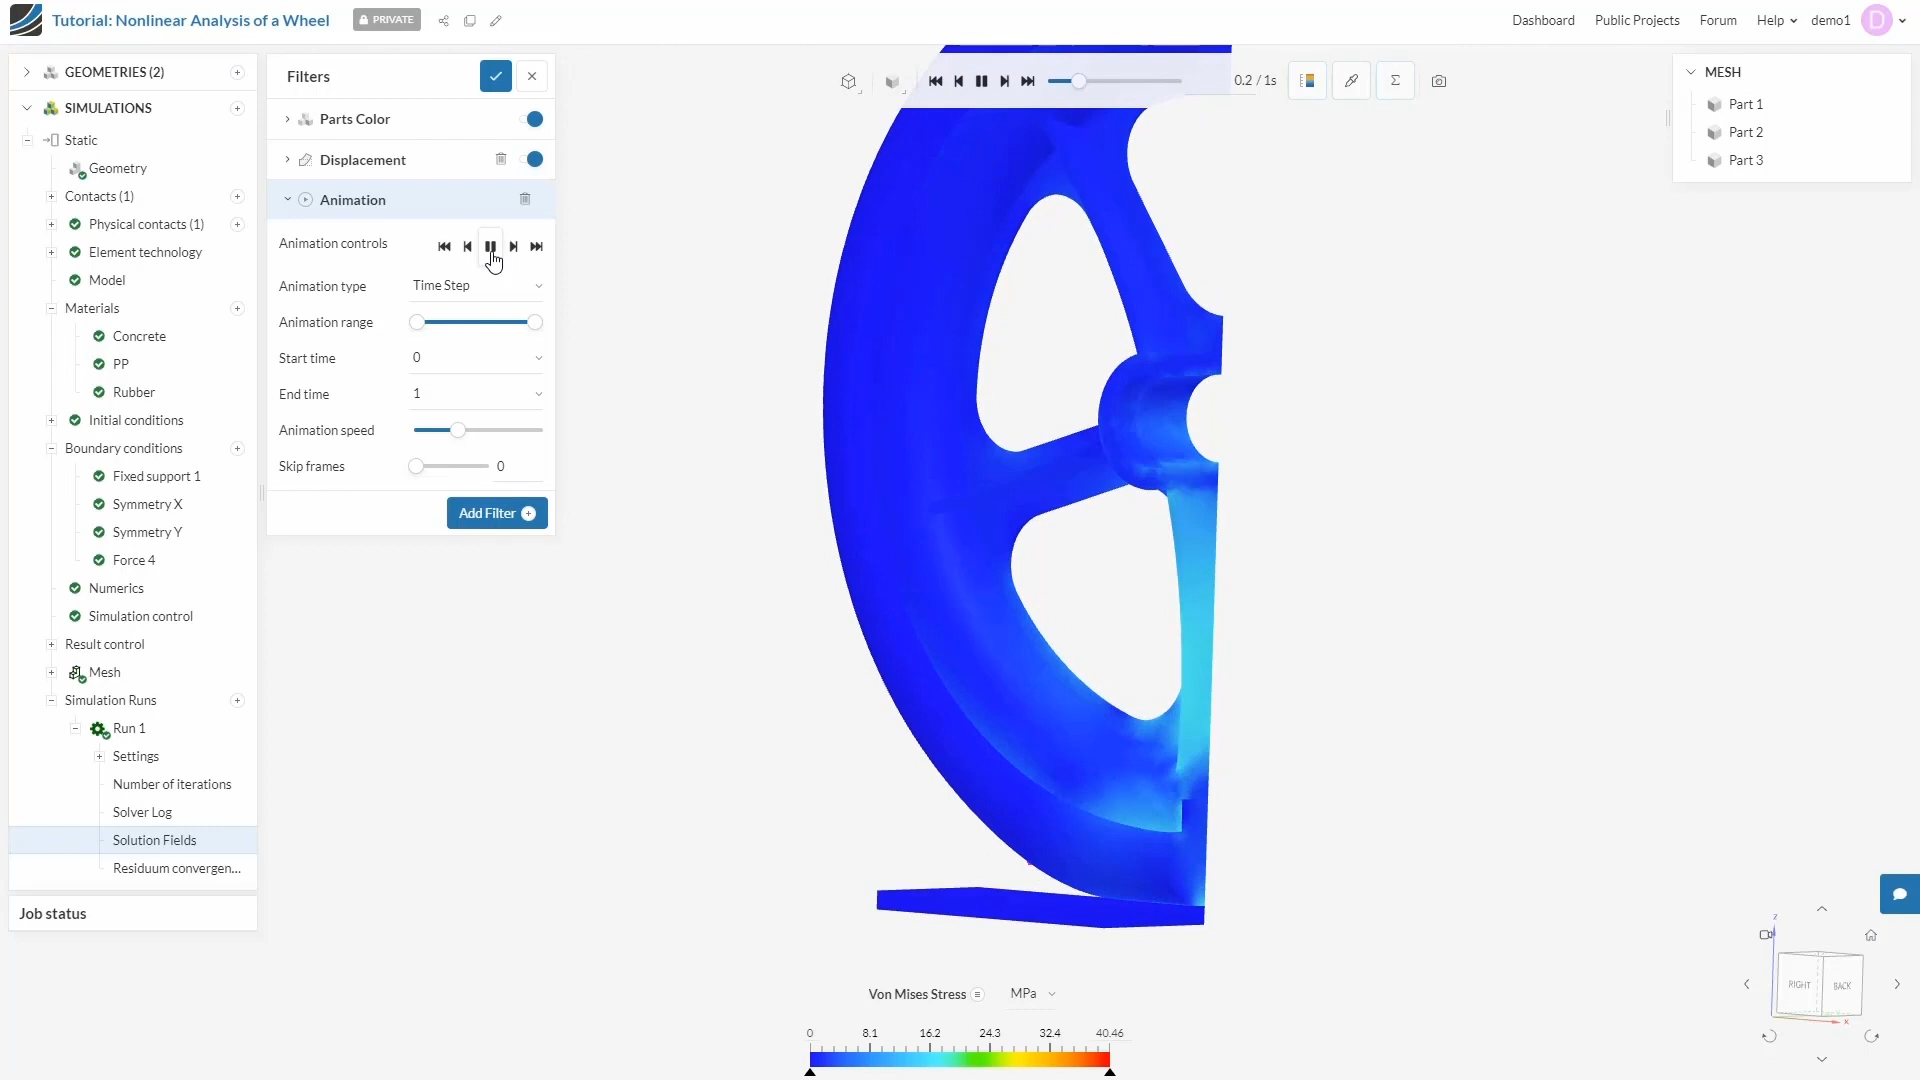 Tutorial: Nonlinear Analysis of a Wheel
PRIVATE
Dashboard
Public Projects
Forum
Help
demo1
D
GEOMETRIES (2)
SIMULATIONS
Static
Geometry
Contacts (1)
Physical contacts (1)
Element technology
Model
Materials
Concrete
PP
Rubber
Initial conditions
Boundary conditions
Fixed support 1
Symmetry X
Symmetry Y
Force 4
Numerics
Simulation control
Result control
Mesh
Simulation Runs
Run 1
Settings
Number of iterations
Solver Log
Solution Fields
Residuum convergen...
Job status
Filters
Parts Color
Displacement
Animation
Animation controls
Animation type
Time Step
Animation range
Start time
0
End time
1
Animation speed
Skip frames
0
Add Filter
0.2 / 1s
Σ
MESH
Part 1
Part 2
Part 3
Von Mises Stress
MPa
0
8.1
16.2
24.3
32.4
40.46
Z
RIGHT
BACK
X